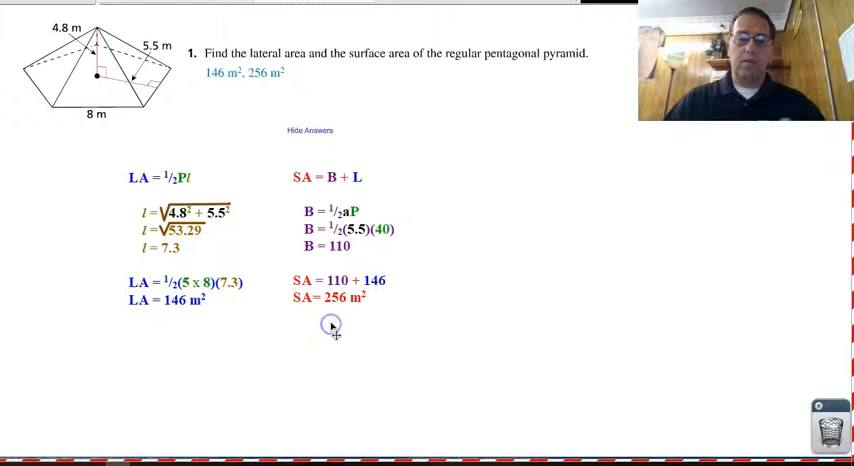 4.8 m
5.5 m
8 m
1. Find the lateral area and the surface area of the regular pentagonal pyramid.
146 m², 256 m²
Hide Answers
LA = ¹/₂Pl
l = √4.8² + 5.5²
l = √53.29
l = 7.3
LA = ¹/₂(5 x 8)(7.3)
LA = 146 m²
SA = B + L
B = ¹/₂aP
B = ¹/₂(5.5)(40)
B = 110
SA = 110 + 146
SA= 256 m²